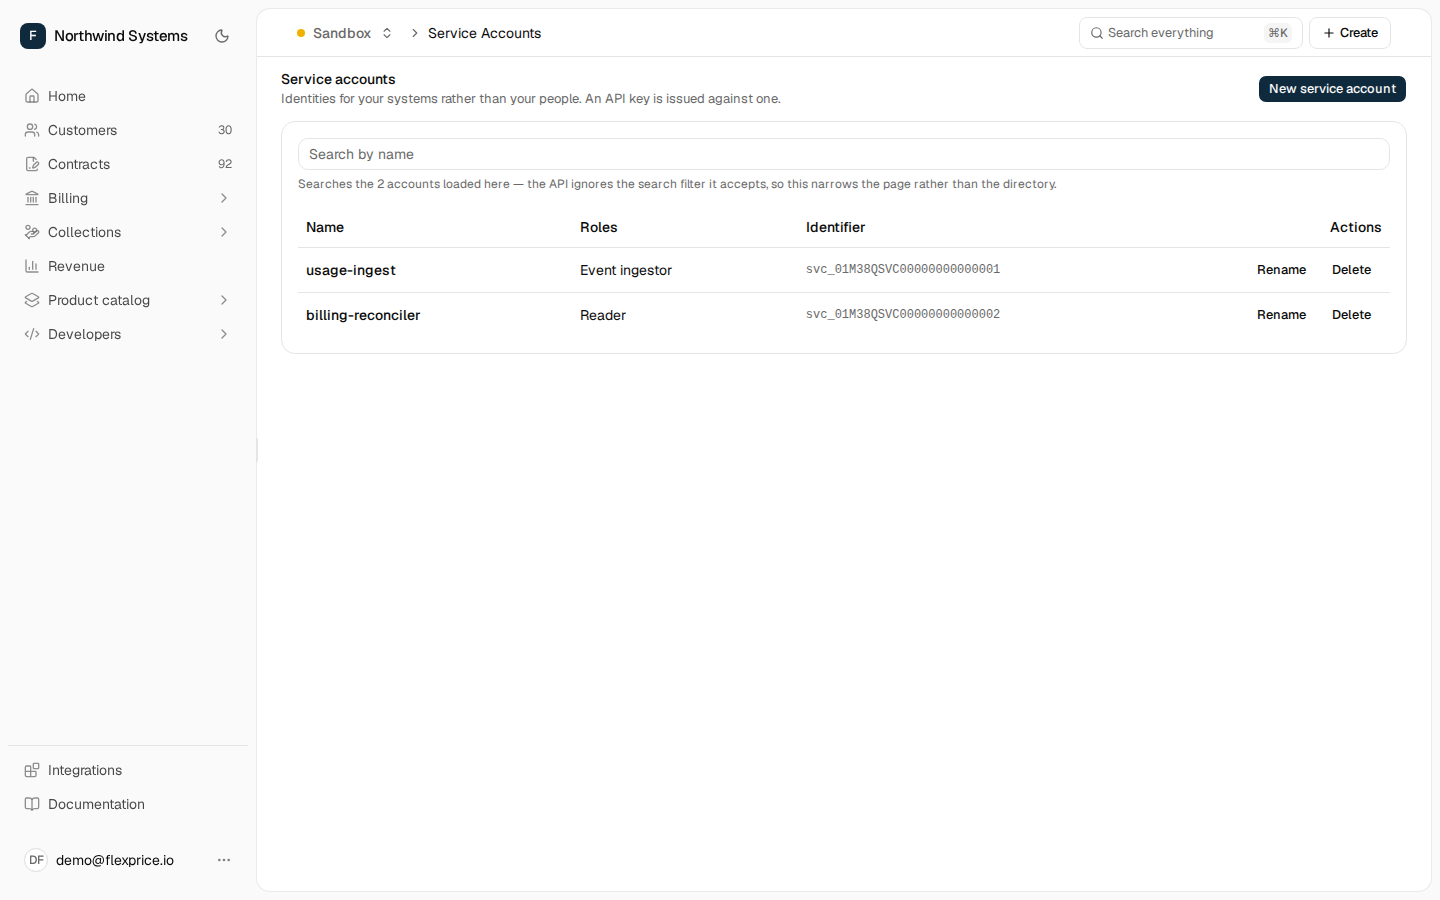 F Northwind Systems
Home
Customers 30
Contracts 92
Billing
Collections
Revenue
Product catalog
Developers
Integrations
Documentation
DF demo@flexprice.io
Sandbox Service Accounts
Search everything ⌘K
Create
Service accounts
Identities for your systems rather than your people. An API key is issued against one.
New service account
Search by name
Searches the 2 accounts loaded here — the API ignores the search filter it accepts, so this narrows the page rather than the directory.
Name Roles Identifier Actions
usage-ingest Event ingestor svc_01M38QSVC00000000000001 Rename Delete
billing-reconciler Reader svc_01M38QSVC00000000000002 Rename Delete